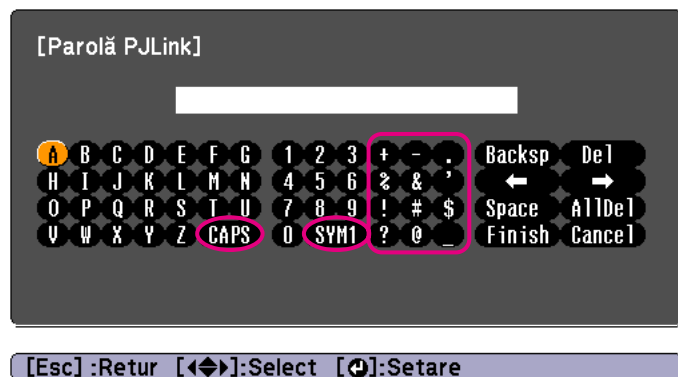 [Parolă PJLink]
A B C D E F G 1 2 3 + - . Backsp Del
H I J K L M N 4 5 6 % & ' ← →
O P Q R S T U 7 8 9 ! # $ Space AllDel
V W X Y Z CAPS 0 SYM1 ? @ _ Finish Cancel
[Esc] :Retur [◀◆▶]:Select [↵]:Setare